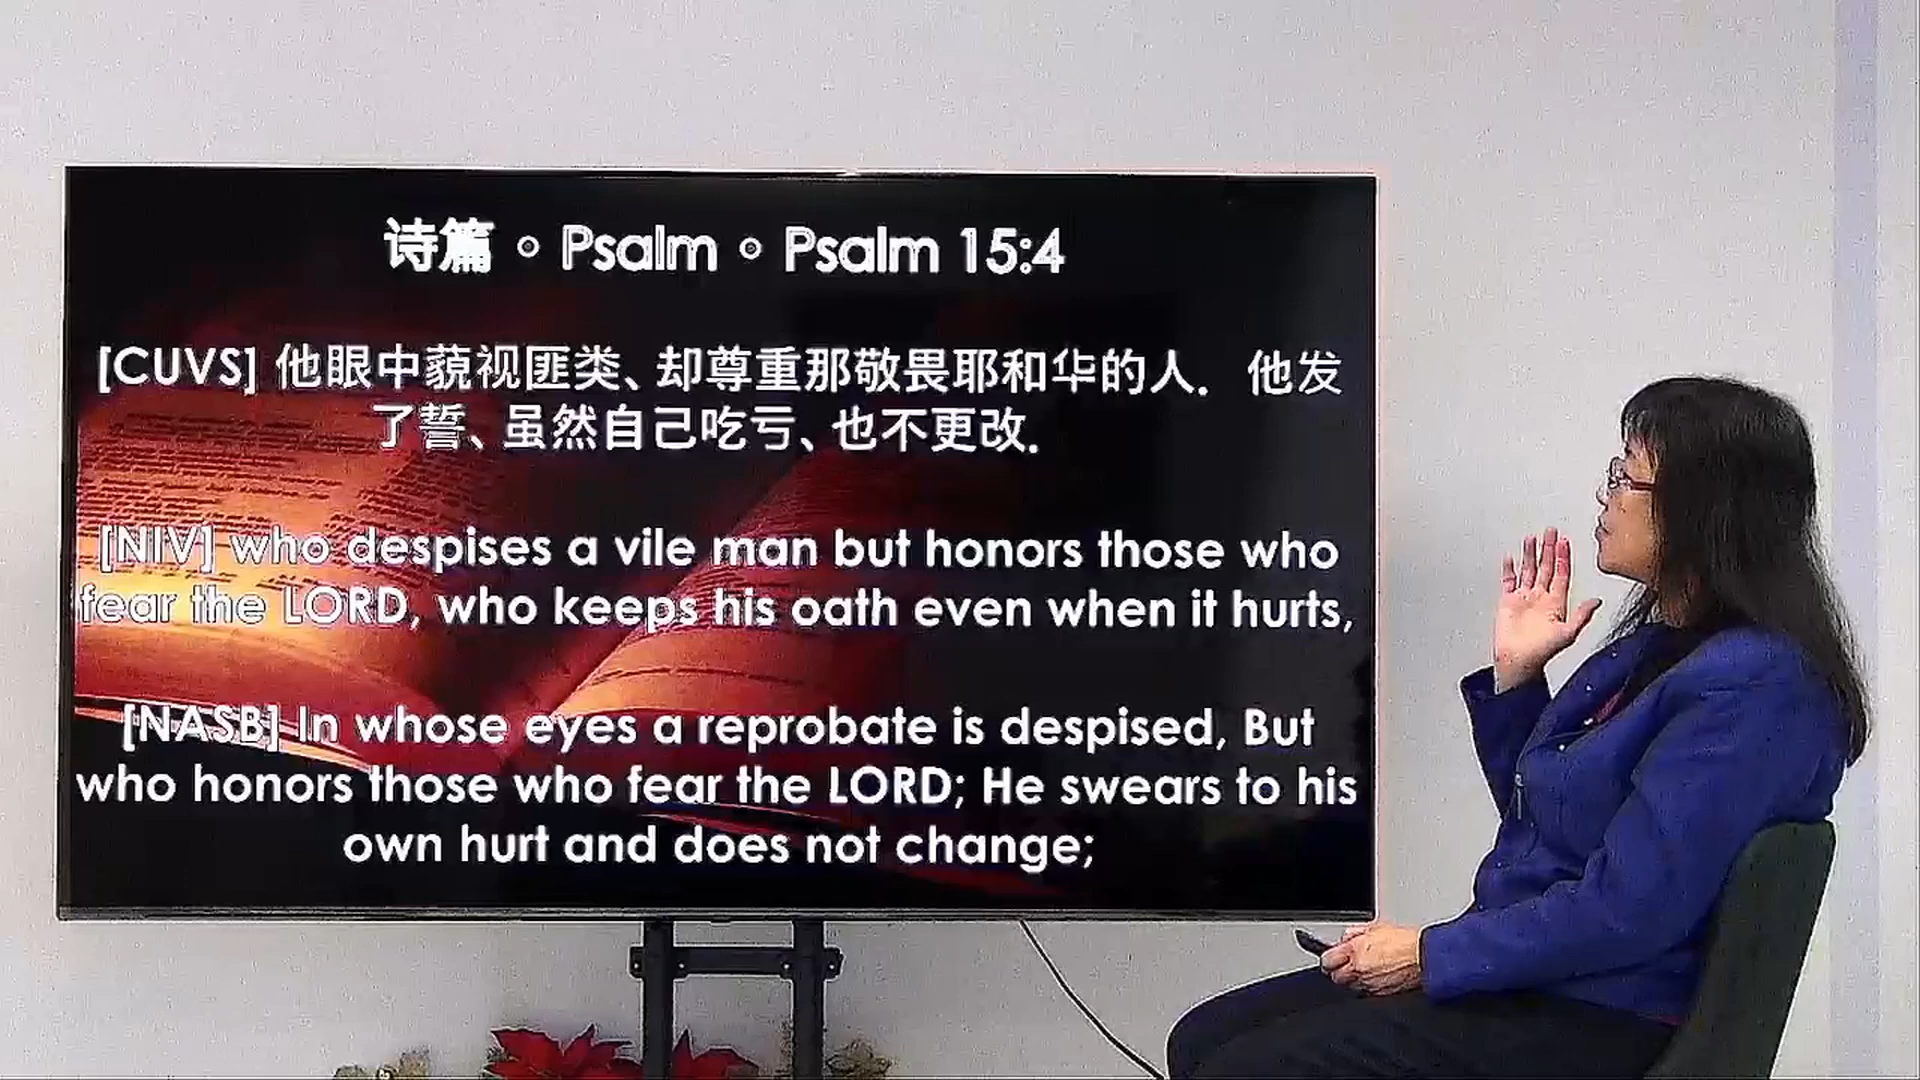 诗篇 ◦ Psalm ◦ Psalm 15:4
[CUVS] 他眼中藐视匪类、却尊重那敬畏耶和华的人． 他发
了誓、虽然自己吃亏、也不更改．
[NIV] who despises a vile man but honors those who
fear the LORD, who keeps his oath even when it hurts,
[NASB] In whose eyes a reprobate is despised, But
who honors those who fear the LORD; He swears to his
own hurt and does not change;